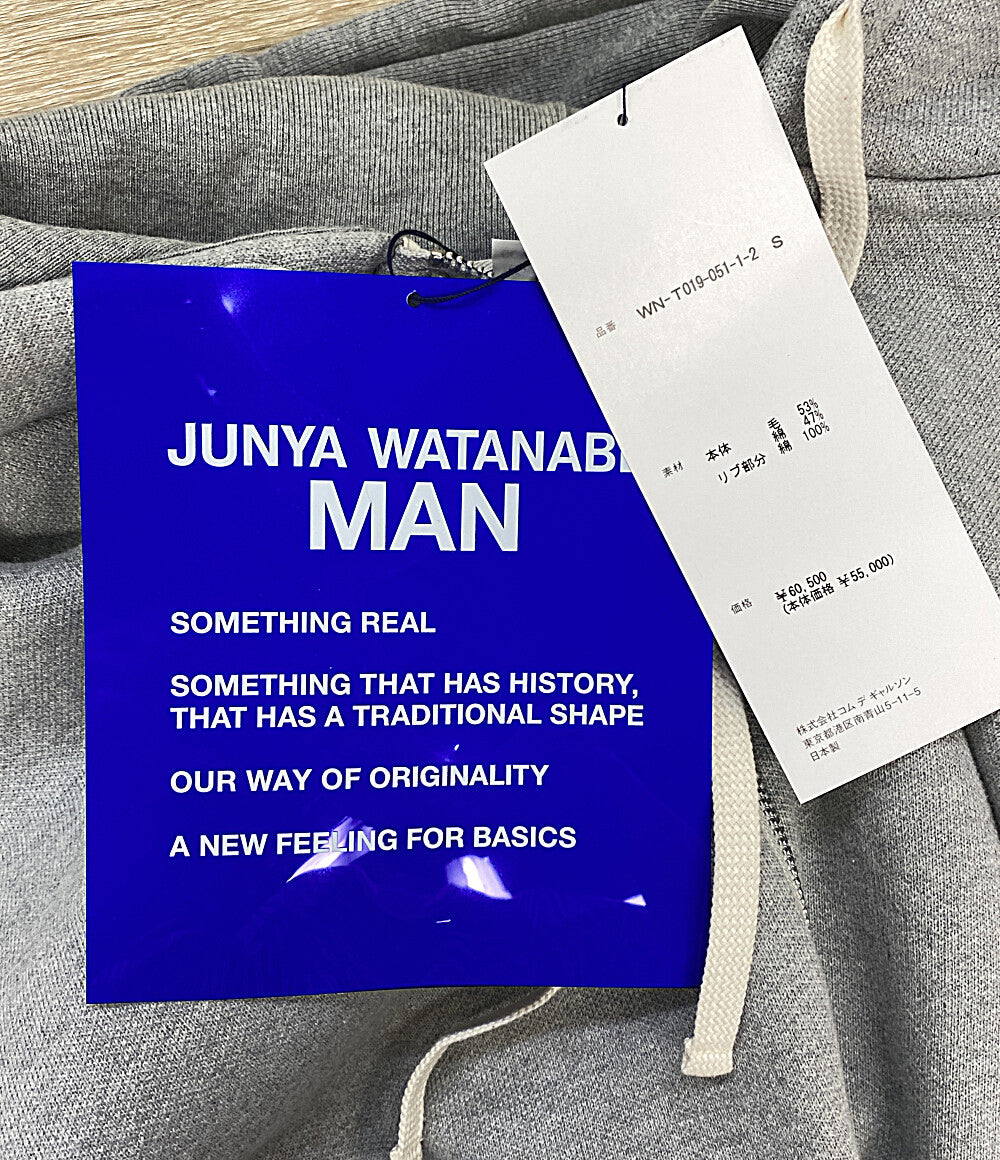 JUNYA WATANAB
MAN
SOMETHING REAL
SOMETHING THAT HAS HISTORY,
THAT HAS A TRADITIONAL SHAPE
OUR WAY OF ORIGINALITY
A NEW FEELING FOR BASICS
品番 WN-T019-051-1-2 S
素材 本体 毛 53%
綿 47%
リブ部分 綿 100%
価格 ¥60,500
(本体価格 ¥55,000)
株式会社コム デ ギャルソン
東京都港区南青山5-11-5
日本製